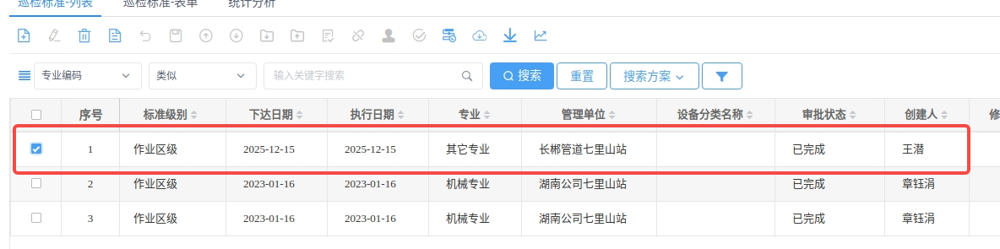 巡检标准-列表 巡检标准-表单 统计分析
专业编码 类似 输入关键字搜索 搜索 重置 搜索方案
序号 标准级别 下达日期 执行日期 专业 管理单位 设备分类名称 审批状态 创建人 修
1 作业区级 2025-12-15 2025-12-15 其它专业 长郴管道七里山站 已完成 王潜
2 作业区级 2023-01-16 2023-01-16 机械专业 湖南公司七里山站 已完成 章钰涓
3 作业区级 2023-01-16 2023-01-16 机械专业 湖南公司七里山站 已完成 章钰涓